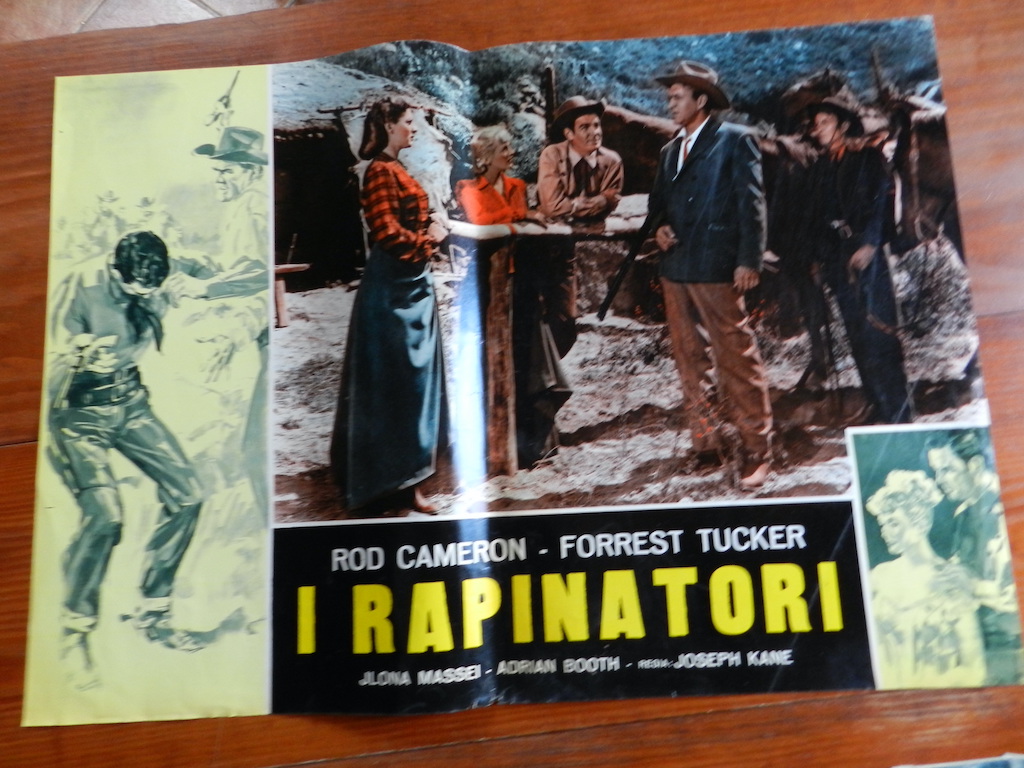 ROD CAMERON - FORREST TUCKER
I RAPINATORI
JLONA MASSEI - ADRIAN BOOTH - REGIA: JOSEPH KANE